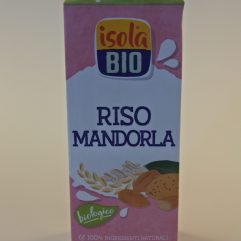 isola
BIO
RISO
MANDORLA
biologico
100% INGREDIENTI NATURALI